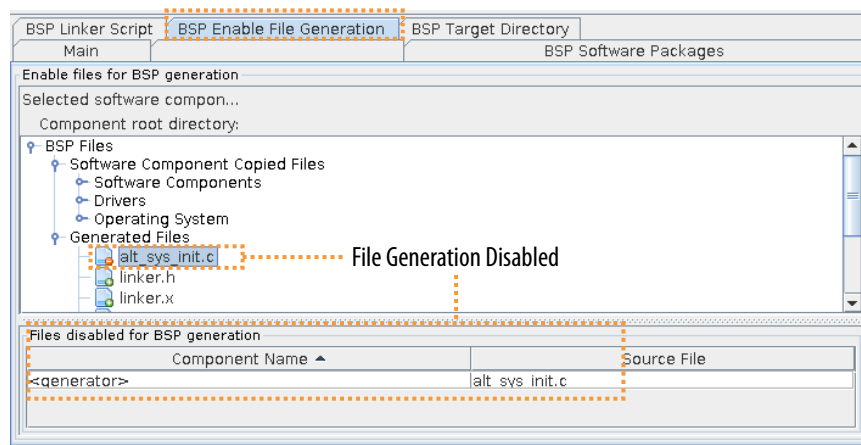 BSP Linker Script BSP Enable File Generation BSP Target Directory
Main BSP Software Packages
Enable files for BSP generation
Selected software compon...
Component root directory:
BSP Files
Software Component Copied Files
Software Components
Drivers
Operating System
Generated Files
alt_sys_init.c File Generation Disabled
linker.h
linker.x
Files disabled for BSP generation
Component Name Source File
<generator> alt_sys_init.c